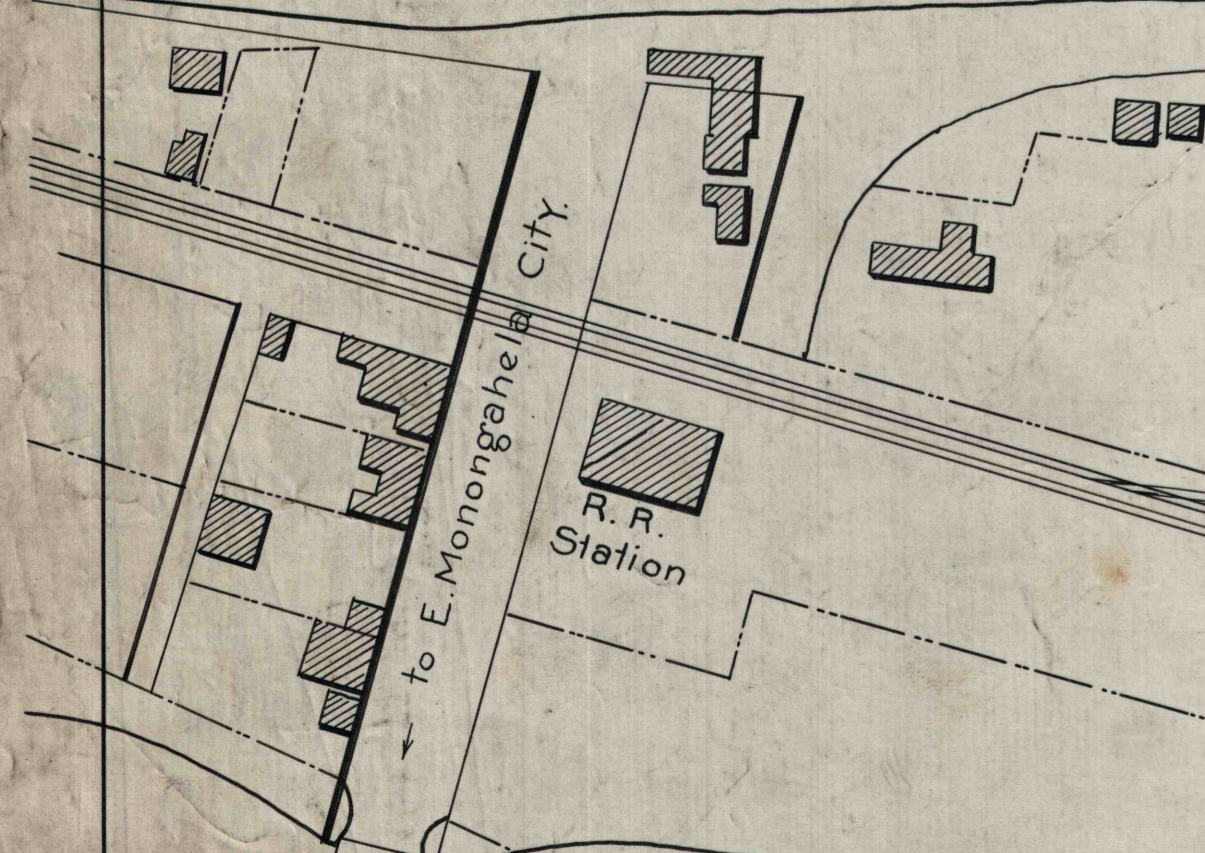 ← to E. Monongahela City.
R. R.
Station